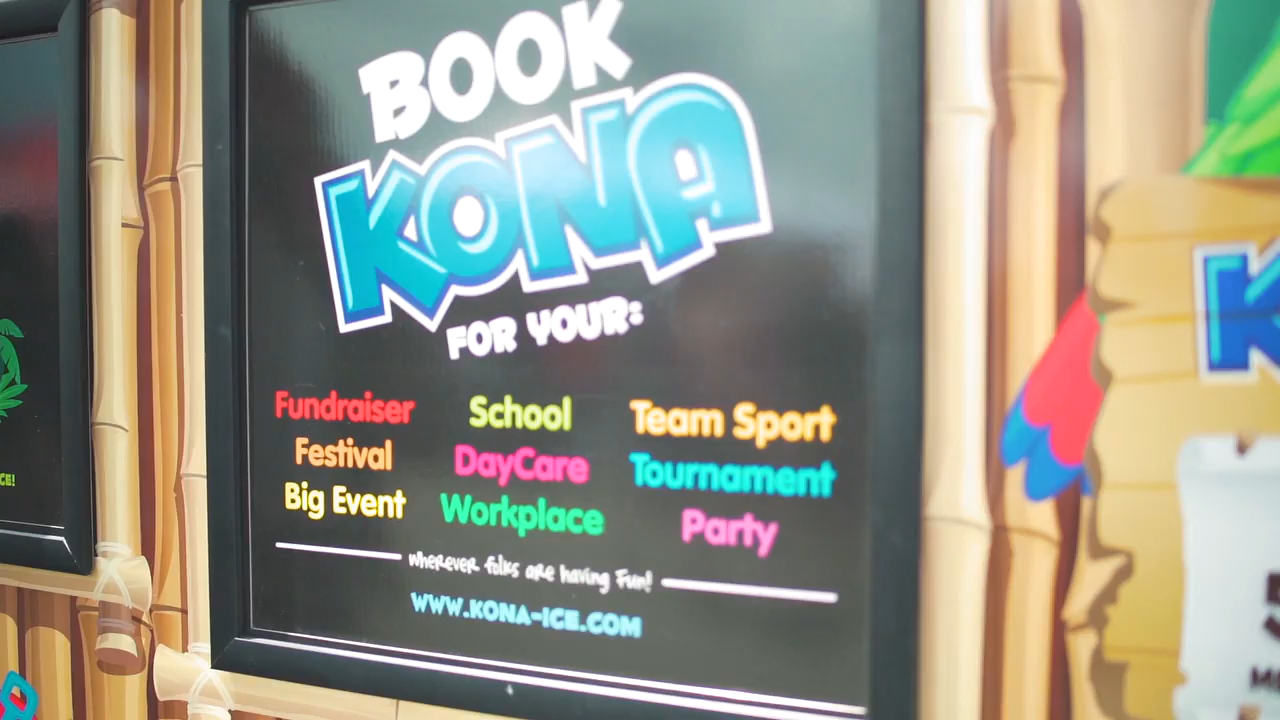 BOOK
KONA
FOR YOUR:
Fundraiser School Team Sport
Festival DayCare Tournament
Big Event Workplace Party
Wherever folks are having Fun!
WWW.KONA-ICE.COM